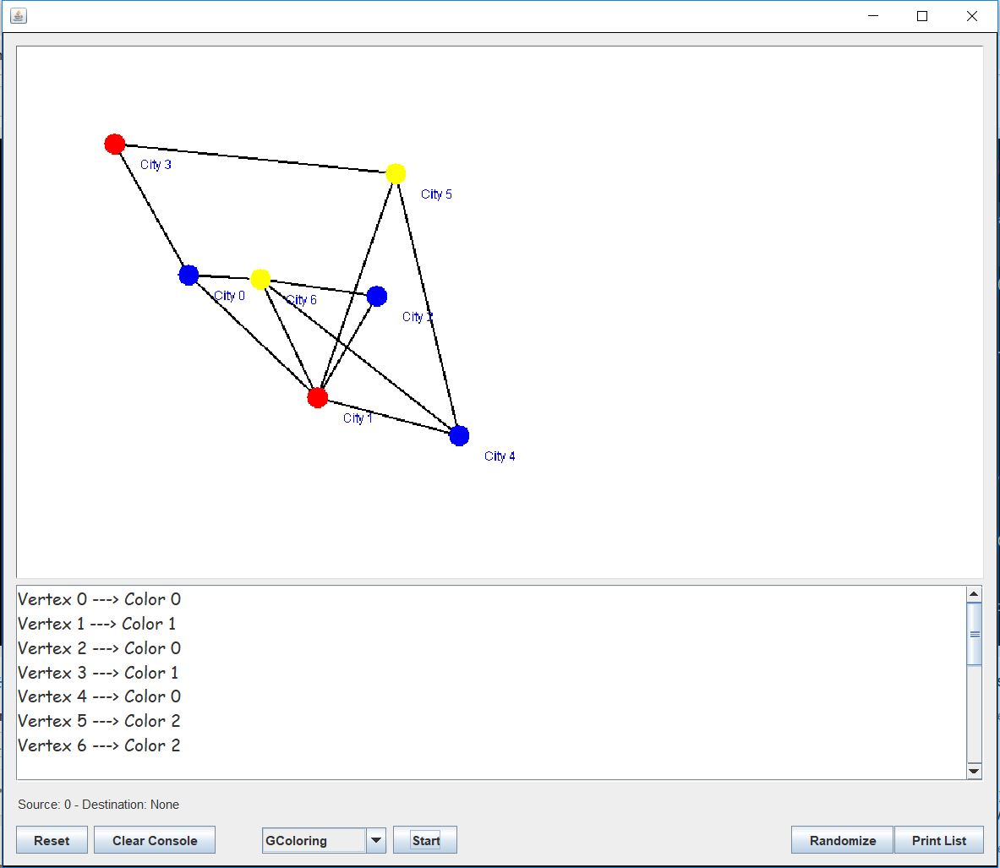 City 3
City 5
City 0
City 6
City 2
City 1
City 4
Vertex 0 ---> Color 0
Vertex 1 ---> Color 1
Vertex 2 ---> Color 0
Vertex 3 ---> Color 1
Vertex 4 ---> Color 0
Vertex 5 ---> Color 2
Vertex 6 ---> Color 2
Source: 0 - Destination: None
Reset
Clear Console
GColoring
Start
Randomize
Print List